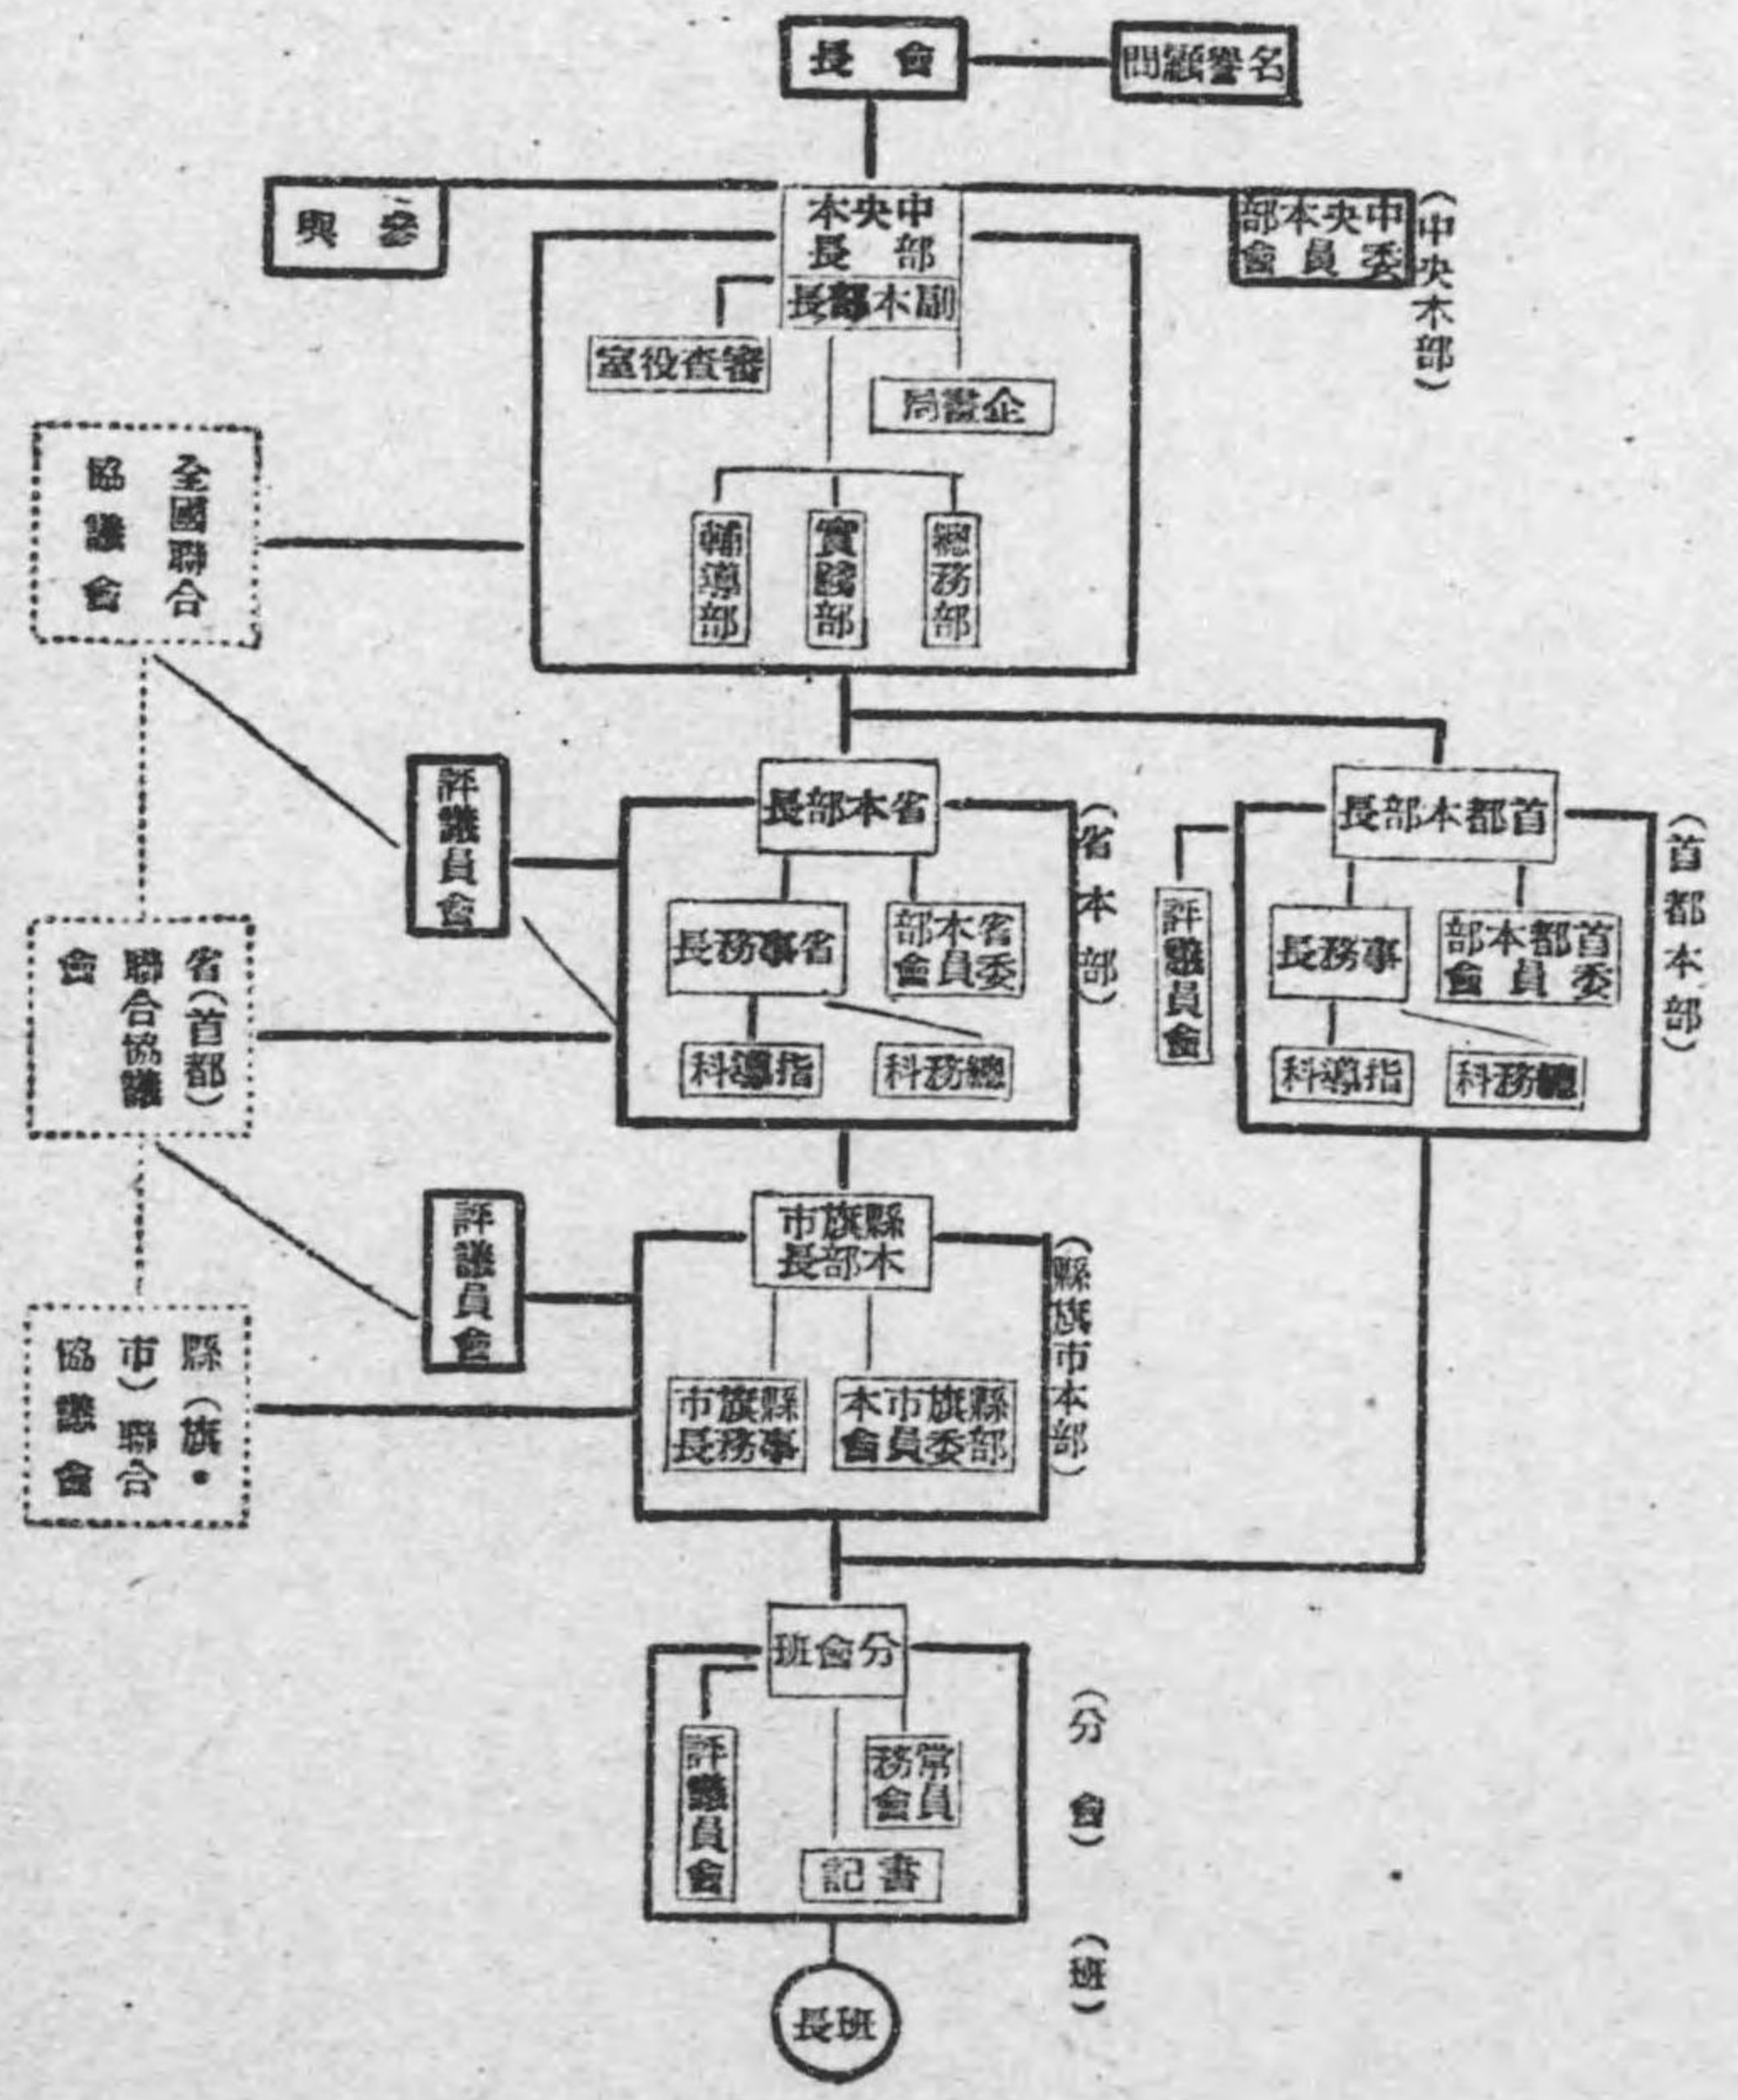 會長
名譽顧問
參與
中央本
部長
副本部長
中央本部
委員會
(中央本部)
審查役室
企畫局
總務部
實踐部
輔導部
全國聯合
協議會
省本部長
評議員會
省本部
委員會
省事務長
總務科
指導科
(省本部)
首都本部長
評議員會
首都本部
委員會
事務長
總務科
指導科
(首都本部)
省(首都)
聯合協議
會
縣旗市
本部長
評議員會
縣旗市本
部委員會
縣旗市
事務長
(縣旗市本部)
縣(旗・
市)聯合
協議會
分會班
評議員會
常務
員會
書記
(分會)
(班)
班長